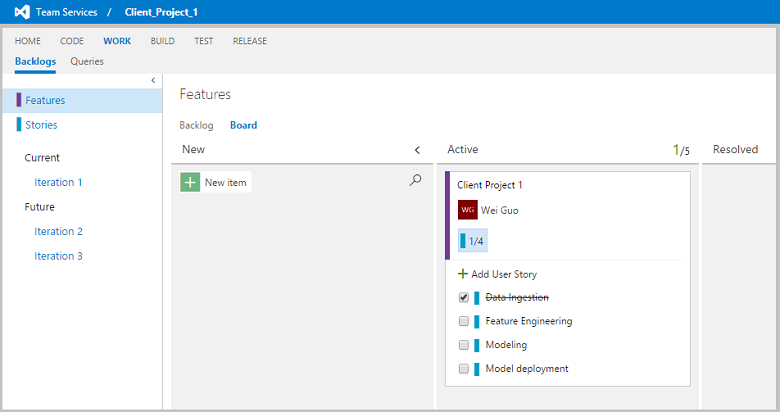 Team Services / Client_Project_1
HOME CODE WORK BUILD TEST RELEASE
Backlogs Queries
Features
Stories
Current
Iteration 1
Future
Iteration 2
Iteration 3
Features
Backlog Board
New Active 1/5 Resolved
New item
Client Project 1
WG Wei Guo
1/4
Add User Story
Data Ingestion
Feature Engineering
Modeling
Model deployment